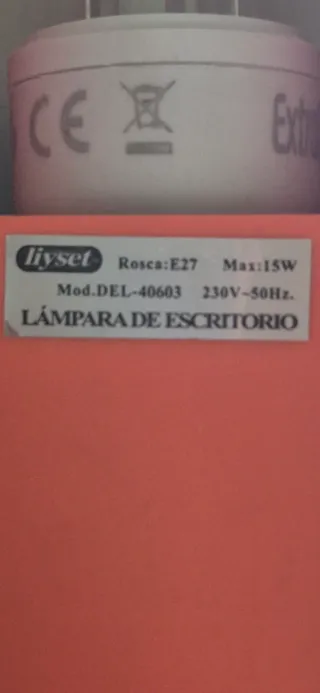 CE
liyset Rosca:E27 Max:15W
Mod.DEL-40603 230V~50Hz.
LÁMPARA DE ESCRITORIO